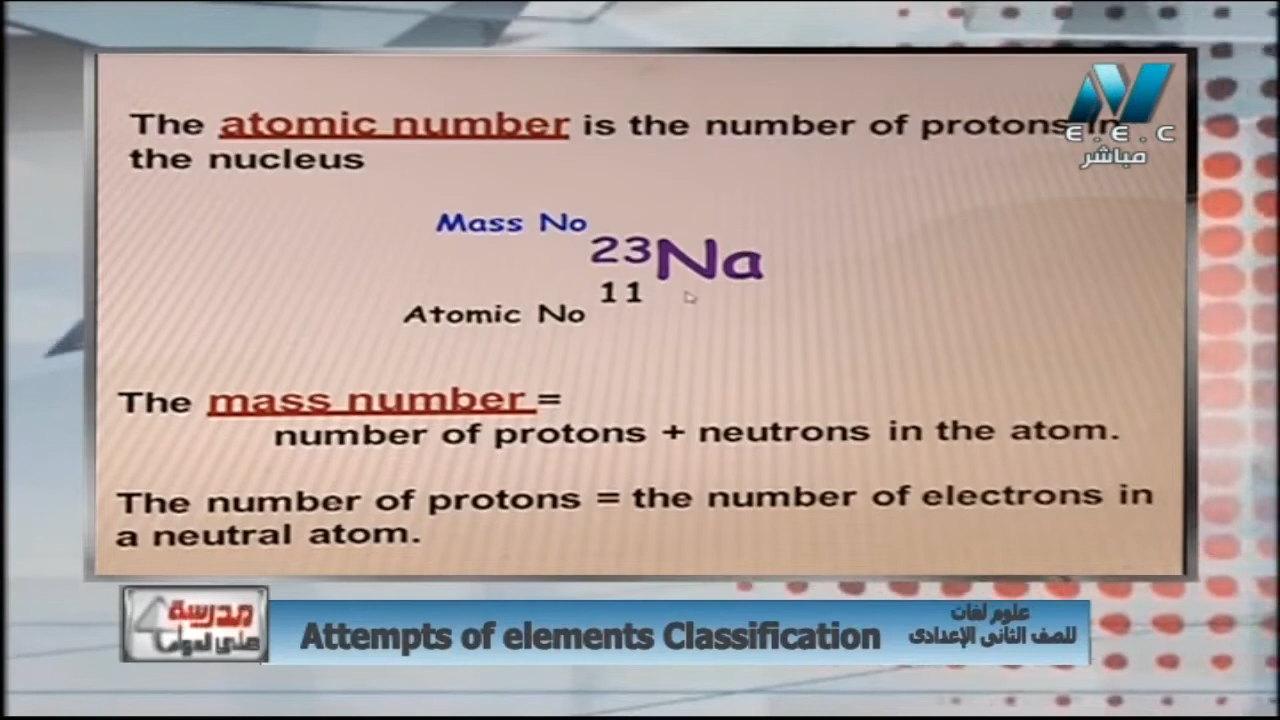 The atomic number is the number of protons in
the nucleus
E.E.C
مباشر
Mass No
23
Na
11
Atomic No
The mass number =
number of protons + neutrons in the atom.
The number of protons = the number of electrons in
a neutral atom.
مدرسة
على الهواء
Attempts of elements Classification
علوم لغات
للصف الثانى الإعدادى